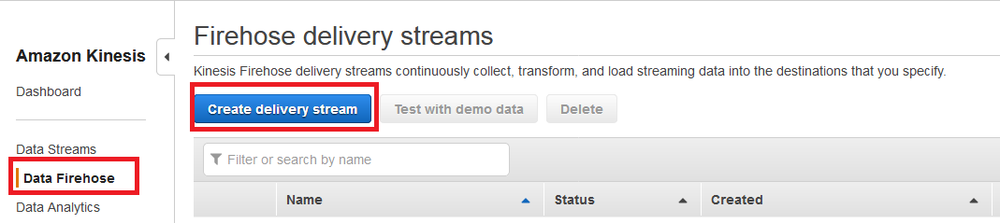 Amazon Kinesis
Dashboard
Data Streams
Data Firehose
Data Analytics
Firehose delivery streams
Kinesis Firehose delivery streams continuously collect, transform, and load streaming data into the destinations that you specify.
Create delivery stream Test with demo data Delete
Filter or search by name
Name Status Created